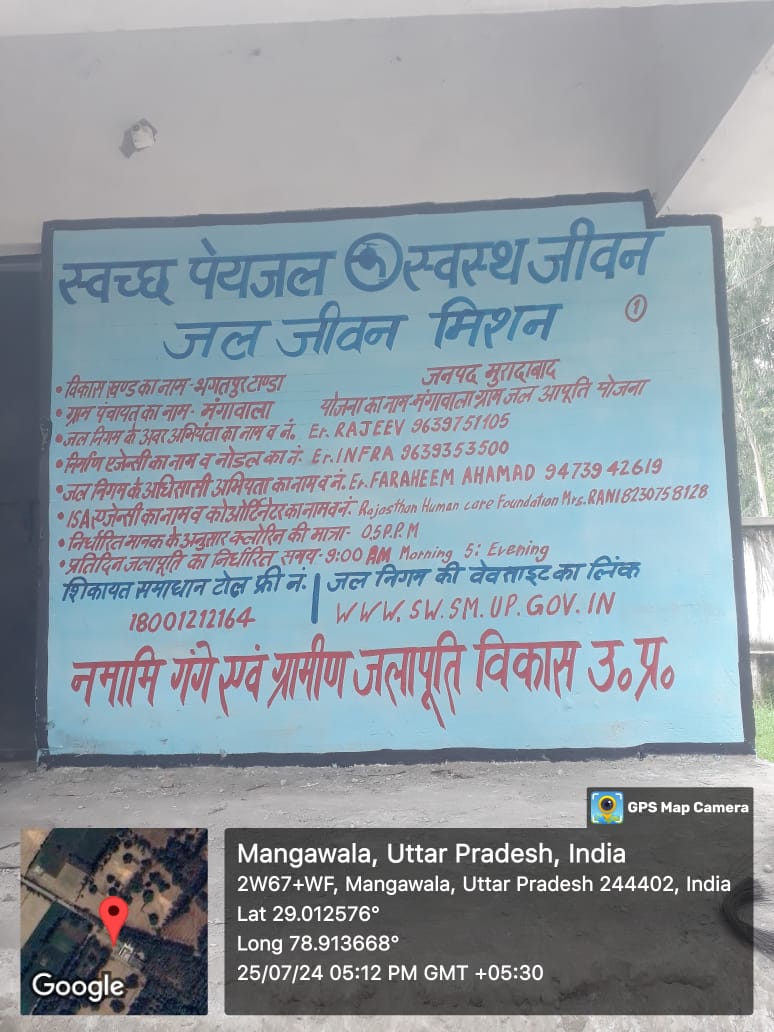 स्वच्छ पेयजल स्वस्थ जीवन
जल जीवन मिशन
1
• विकास खण्ड का नाम - भगतपुर टाण्डा जनपद मुरादाबाद
• ग्राम पंचायत का नाम - मंगावाला योजना का नाम - मंगावाला ग्राम जल आपूति योजना
• जल निगम के अवर अभियंता का नाम व नं. Er. RAJEEV 9639751105
• निर्माण एजेन्सी का नाम व नोडल का नं. Er. INFRA 9639353500
• जल निगम के अधिसासी अभियता का नाम व नं. Er. FARAHEEM AHAMAD 9473942619
• ISA एजेन्सी का नाम व कोओर्टिनेटर का नाम व नं. Rajosthan Human care Foundation Mrs. RANI 8230758128
• निर्धारित मानक के अनुसार क्लोरिन की मात्रा - 0.5 P.P.M
• प्रतिदिन जलापूति का निर्धारित समय - 9:00 AM Morning 5: Evening
शिकायत समाधान टोल फ्री नं. | जल निगम की वेवसाइट का लिंक
18001212164 WWW.SW.SM.UP.GOV.IN
नमामि गंगे एवं ग्रामीण जलापूति विकास उ.प्र.
GPS Map Camera
Mangawala, Uttar Pradesh, India
2W67+WF, Mangawala, Uttar Pradesh 244402, India
Lat 29.012576°
Long 78.913668°
25/07/24 05:12 PM GMT +05:30
Google